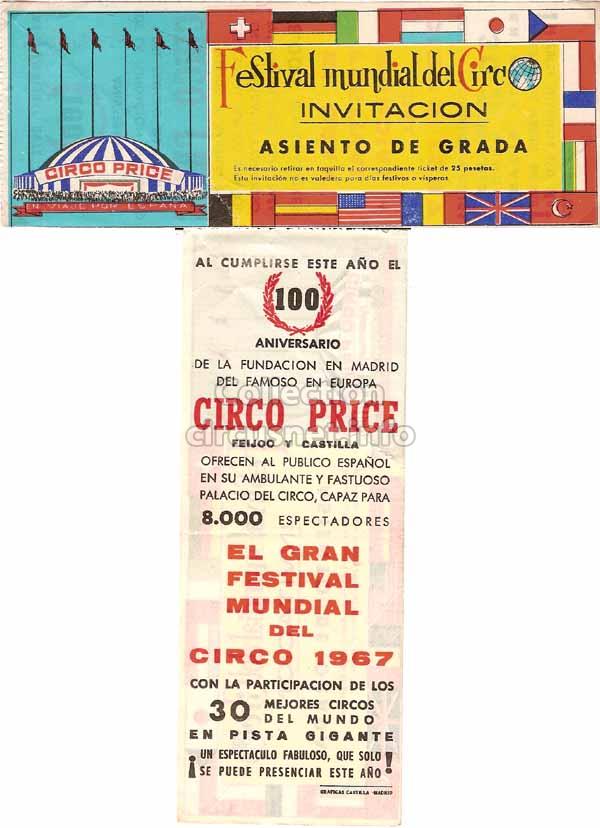 Festival mundial del Circo
INVITACION
ASIENTO DE GRADA
Es necesario retirar en taquilla el correspondiente ticket de 25 pesetas.
Esta invitación no es valedera para días festivos o vísperas
CIRCO PRICE
EN VIAJE POR ESPAÑA
AL CUMPLIRSE ESTE AÑO EL
100
ANIVERSARIO
DE LA FUNDACION EN MADRID
DEL FAMOSO EN EUROPA
Collection
CIRCO PRICE
circusnet.info
FEIJOO Y CASTILLA
OFRECEN AL PUBLICO ESPAÑOL
EN SU AMBULANTE Y FASTUOSO
PALACIO DEL CIRCO, CAPAZ PARA
8.000 ESPECTADORES
EL GRAN
FESTIVAL
MUNDIAL
DEL
CIRCO 1967
CON LA PARTICIPACION DE LOS
30 MEJORES CIRCOS
DEL MUNDO
EN PISTA GIGANTE
¡UN ESPECTACULO FABULOSO, QUE SOLO
SE PUEDE PRESENCIAR ESTE AÑO!
GRAFICAS CASTILLA-MADRID